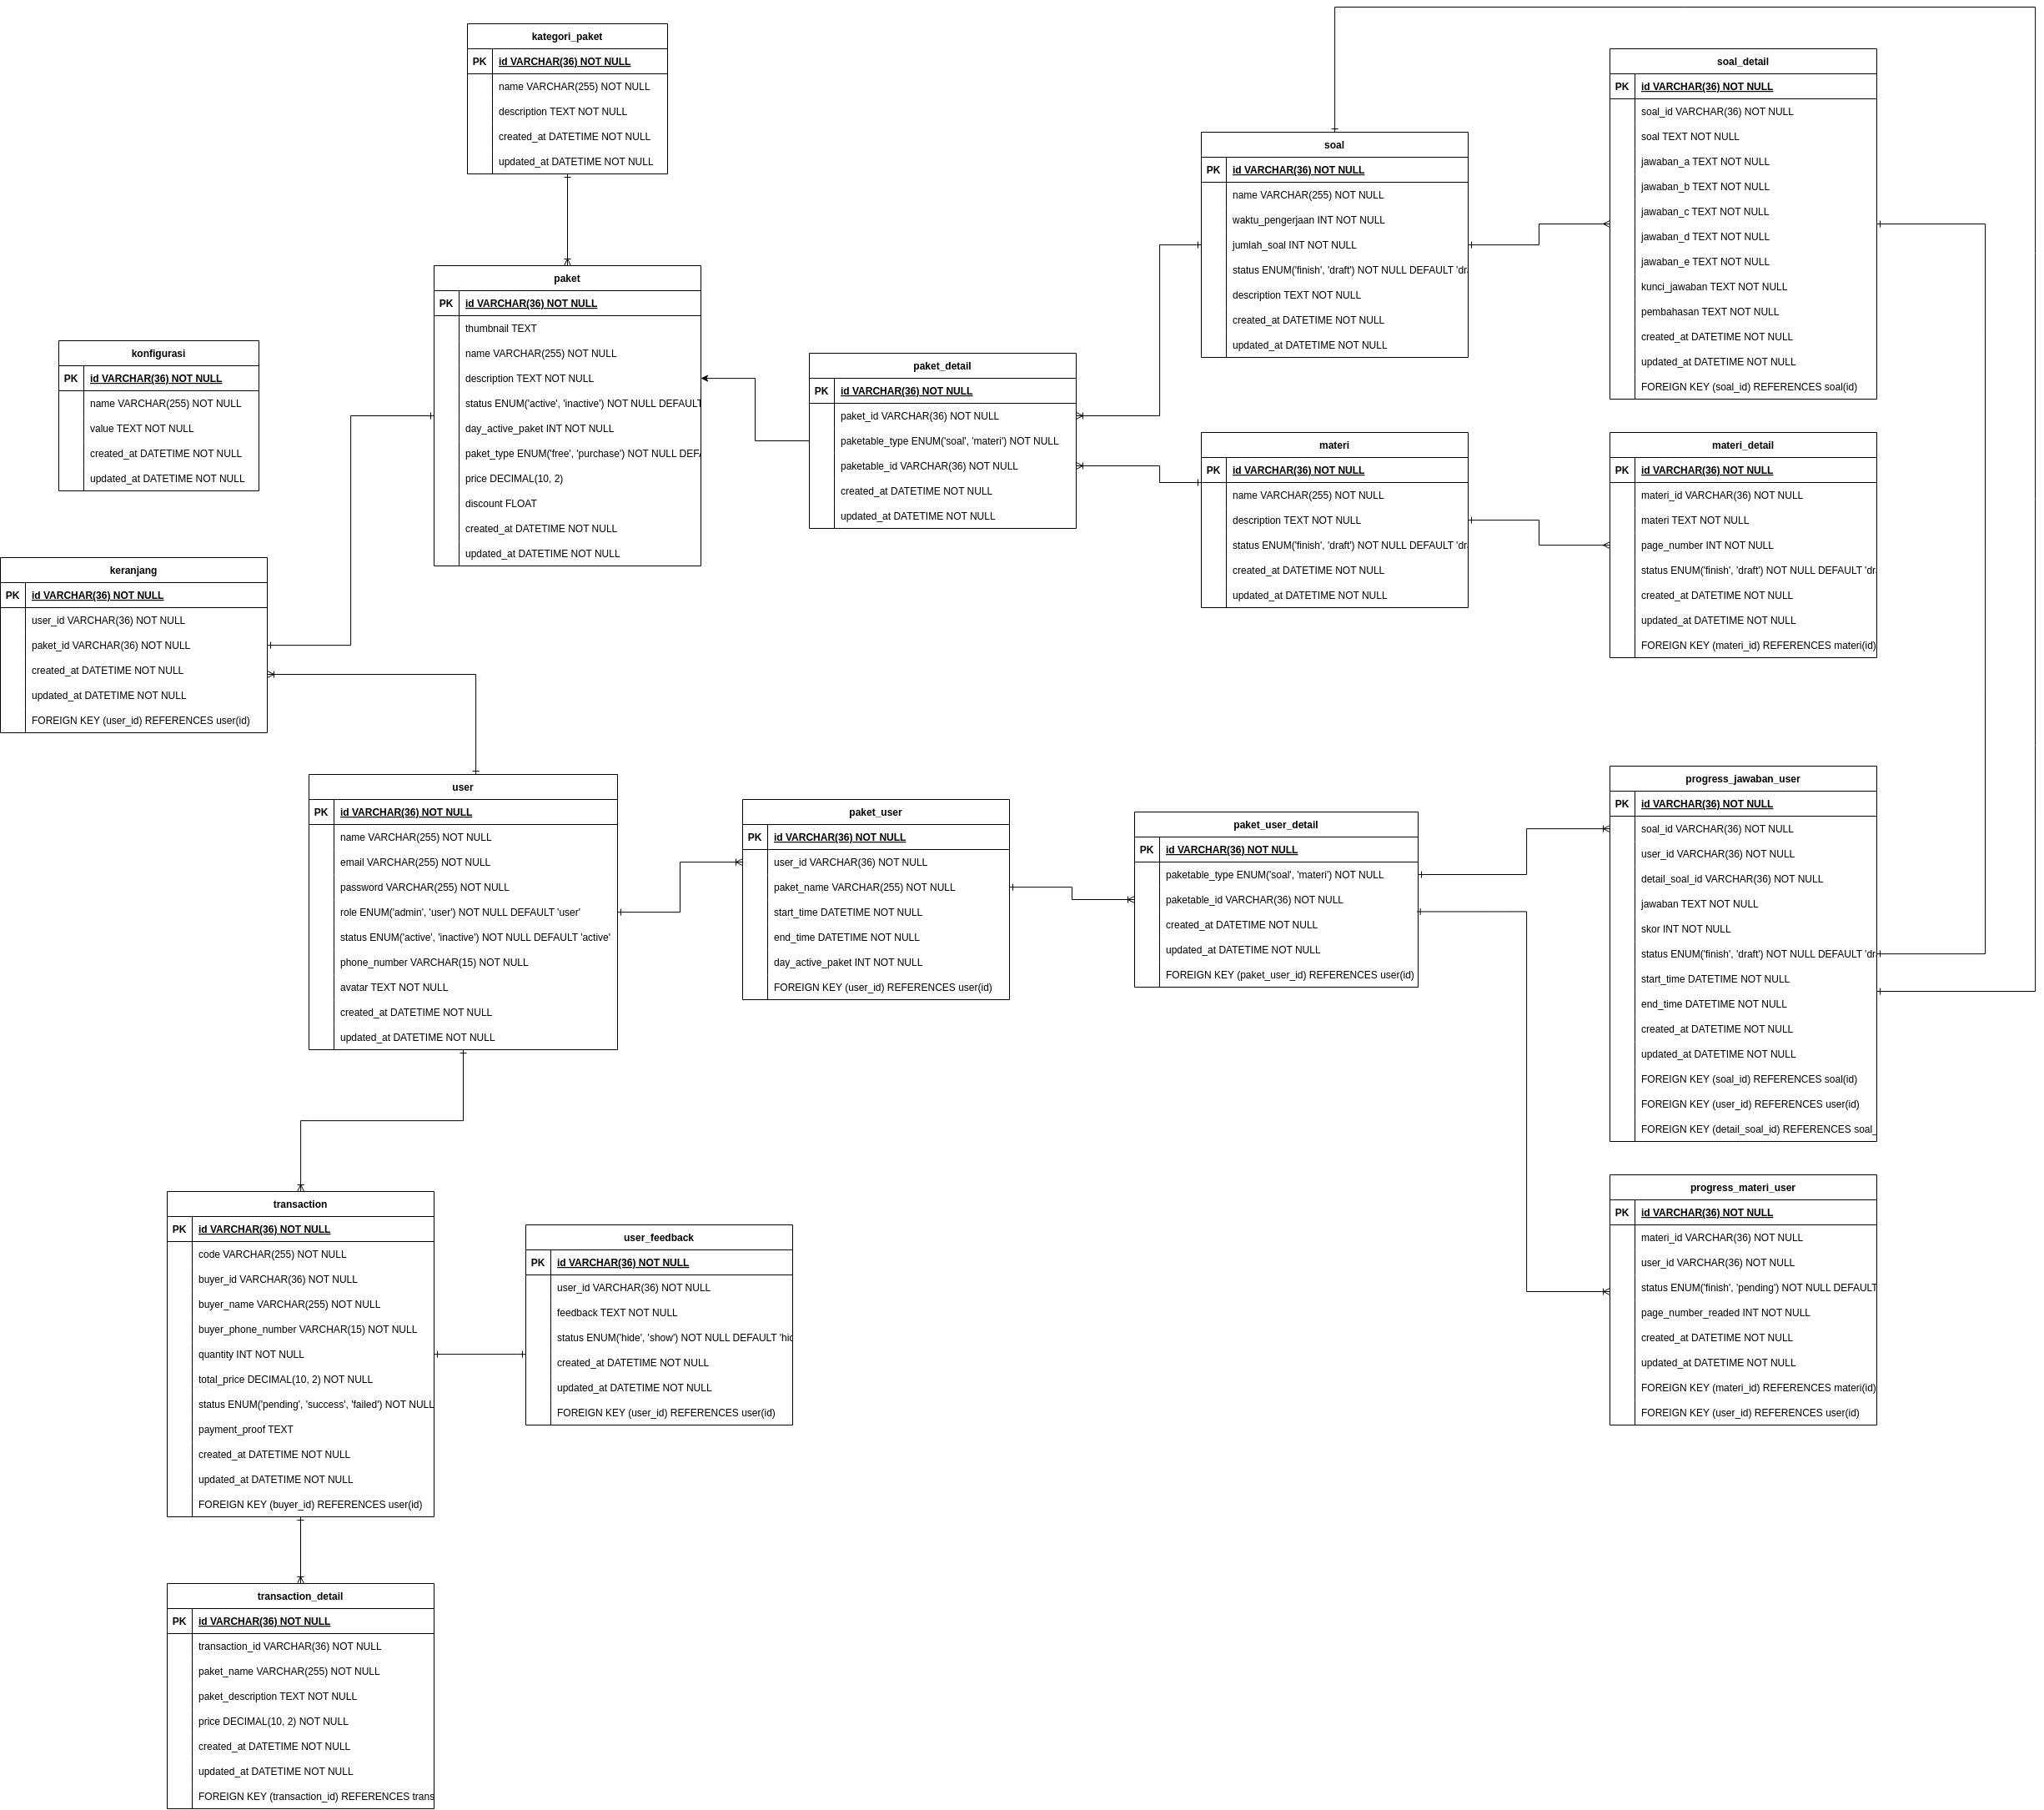 kategori_paket
PK id VARCHAR(36) NOT NULL
name VARCHAR(255) NOT NULL
description TEXT NOT NULL
created_at DATETIME NOT NULL
updated_at DATETIME NOT NULL
soal_detail
PK id VARCHAR(36) NOT NULL
soal_id VARCHAR(36) NOT NULL
soal TEXT NOT NULL
jawaban_a TEXT NOT NULL
jawaban_b TEXT NOT NULL
jawaban_c TEXT NOT NULL
jawaban_d TEXT NOT NULL
jawaban_e TEXT NOT NULL
kunci_jawaban TEXT NOT NULL
pembahasan TEXT NOT NULL
created_at DATETIME NOT NULL
updated_at DATETIME NOT NULL
FOREIGN KEY (soal_id) REFERENCES soal(id)
soal
PK id VARCHAR(36) NOT NULL
name VARCHAR(255) NOT NULL
waktu_pengerjaan INT NOT NULL
jumlah_soal INT NOT NULL
status ENUM('finish', 'draft') NOT NULL DEFAULT 'dr
description TEXT NOT NULL
created_at DATETIME NOT NULL
updated_at DATETIME NOT NULL
paket
PK id VARCHAR(36) NOT NULL
thumbnail TEXT
name VARCHAR(255) NOT NULL
description TEXT NOT NULL
status ENUM('active', 'inactive') NOT NULL DEFAULT
day_active_paket INT NOT NULL
paket_type ENUM('free', 'purchase') NOT NULL DEFA
price DECIMAL(10, 2)
discount FLOAT
created_at DATETIME NOT NULL
updated_at DATETIME NOT NULL
konfigurasi
PK id VARCHAR(36) NOT NULL
name VARCHAR(255) NOT NULL
value TEXT NOT NULL
created_at DATETIME NOT NULL
updated_at DATETIME NOT NULL
paket_detail
PK id VARCHAR(36) NOT NULL
paket_id VARCHAR(36) NOT NULL
paketable_type ENUM('soal', 'materi') NOT NULL
paketable_id VARCHAR(36) NOT NULL
created_at DATETIME NOT NULL
updated_at DATETIME NOT NULL
materi
PK id VARCHAR(36) NOT NULL
name VARCHAR(255) NOT NULL
description TEXT NOT NULL
status ENUM('finish', 'draft') NOT NULL DEFAULT 'dr
created_at DATETIME NOT NULL
updated_at DATETIME NOT NULL
materi_detail
PK id VARCHAR(36) NOT NULL
materi_id VARCHAR(36) NOT NULL
materi TEXT NOT NULL
page_number INT NOT NULL
status ENUM('finish', 'draft') NOT NULL DEFAULT 'dr
created_at DATETIME NOT NULL
updated_at DATETIME NOT NULL
FOREIGN KEY (materi_id) REFERENCES materi(id)
keranjang
PK id VARCHAR(36) NOT NULL
user_id VARCHAR(36) NOT NULL
paket_id VARCHAR(36) NOT NULL
created_at DATETIME NOT NULL
updated_at DATETIME NOT NULL
FOREIGN KEY (user_id) REFERENCES user(id)
user
PK id VARCHAR(36) NOT NULL
name VARCHAR(255) NOT NULL
email VARCHAR(255) NOT NULL
password VARCHAR(255) NOT NULL
role ENUM('admin', 'user') NOT NULL DEFAULT 'user'
status ENUM('active', 'inactive') NOT NULL DEFAULT 'active'
phone_number VARCHAR(15) NOT NULL
avatar TEXT NOT NULL
created_at DATETIME NOT NULL
updated_at DATETIME NOT NULL
paket_user
PK id VARCHAR(36) NOT NULL
user_id VARCHAR(36) NOT NULL
paket_name VARCHAR(255) NOT NULL
start_time DATETIME NOT NULL
end_time DATETIME NOT NULL
day_active_paket INT NOT NULL
FOREIGN KEY (user_id) REFERENCES user(id)
paket_user_detail
PK id VARCHAR(36) NOT NULL
paketable_type ENUM('soal', 'materi') NOT NULL
paketable_id VARCHAR(36) NOT NULL
created_at DATETIME NOT NULL
updated_at DATETIME NOT NULL
FOREIGN KEY (paket_user_id) REFERENCES user(id)
progress_jawaban_user
PK id VARCHAR(36) NOT NULL
soal_id VARCHAR(36) NOT NULL
user_id VARCHAR(36) NOT NULL
detail_soal_id VARCHAR(36) NOT NULL
jawaban TEXT NOT NULL
skor INT NOT NULL
status ENUM('finish', 'draft') NOT NULL DEFAULT 'dr
start_time DATETIME NOT NULL
end_time DATETIME NOT NULL
created_at DATETIME NOT NULL
updated_at DATETIME NOT NULL
FOREIGN KEY (soal_id) REFERENCES soal(id)
FOREIGN KEY (user_id) REFERENCES user(id)
FOREIGN KEY (detail_soal_id) REFERENCES soal_
transaction
PK id VARCHAR(36) NOT NULL
code VARCHAR(255) NOT NULL
buyer_id VARCHAR(36) NOT NULL
buyer_name VARCHAR(255) NOT NULL
buyer_phone_number VARCHAR(15) NOT NULL
quantity INT NOT NULL
total_price DECIMAL(10, 2) NOT NULL
status ENUM('pending', 'success', 'failed') NOT NULL
payment_proof TEXT
created_at DATETIME NOT NULL
updated_at DATETIME NOT NULL
FOREIGN KEY (buyer_id) REFERENCES user(id)
user_feedback
PK id VARCHAR(36) NOT NULL
user_id VARCHAR(36) NOT NULL
feedback TEXT NOT NULL
status ENUM('hide', 'show') NOT NULL DEFAULT 'hic
created_at DATETIME NOT NULL
updated_at DATETIME NOT NULL
FOREIGN KEY (user_id) REFERENCES user(id)
progress_materi_user
PK id VARCHAR(36) NOT NULL
materi_id VARCHAR(36) NOT NULL
user_id VARCHAR(36) NOT NULL
status ENUM('finish', 'pending') NOT NULL DEFAULT
page_number_readed INT NOT NULL
created_at DATETIME NOT NULL
updated_at DATETIME NOT NULL
FOREIGN KEY (materi_id) REFERENCES materi(id)
FOREIGN KEY (user_id) REFERENCES user(id)
transaction_detail
PK id VARCHAR(36) NOT NULL
transaction_id VARCHAR(36) NOT NULL
paket_name VARCHAR(255) NOT NULL
paket_description TEXT NOT NULL
price DECIMAL(10, 2) NOT NULL
created_at DATETIME NOT NULL
updated_at DATETIME NOT NULL
FOREIGN KEY (transaction_id) REFERENCES trans